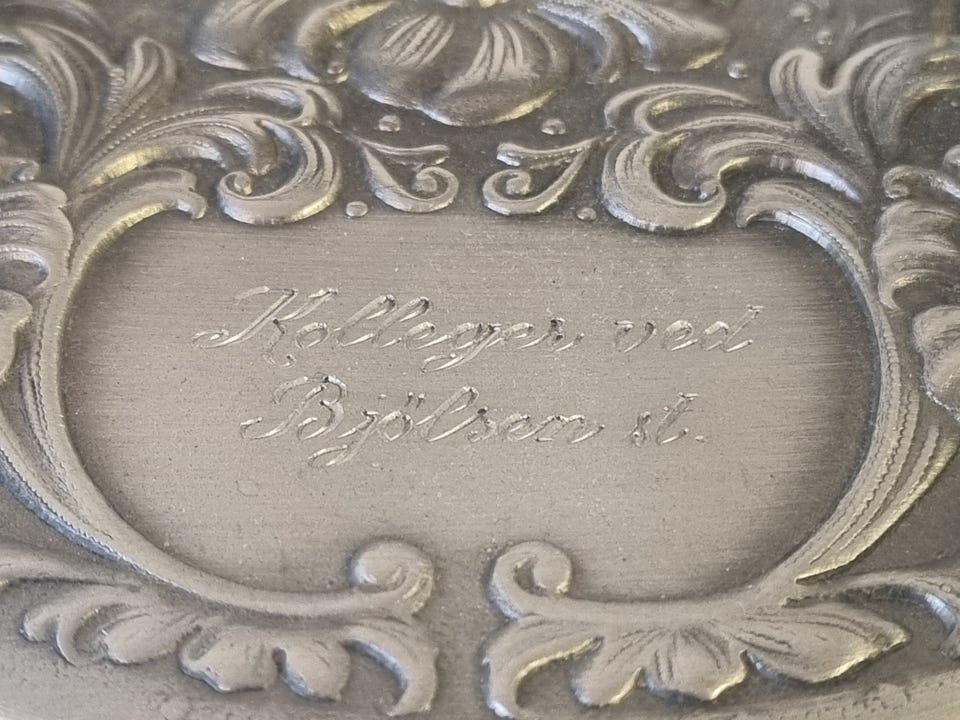 Kolleger ved
Bjölsen st.